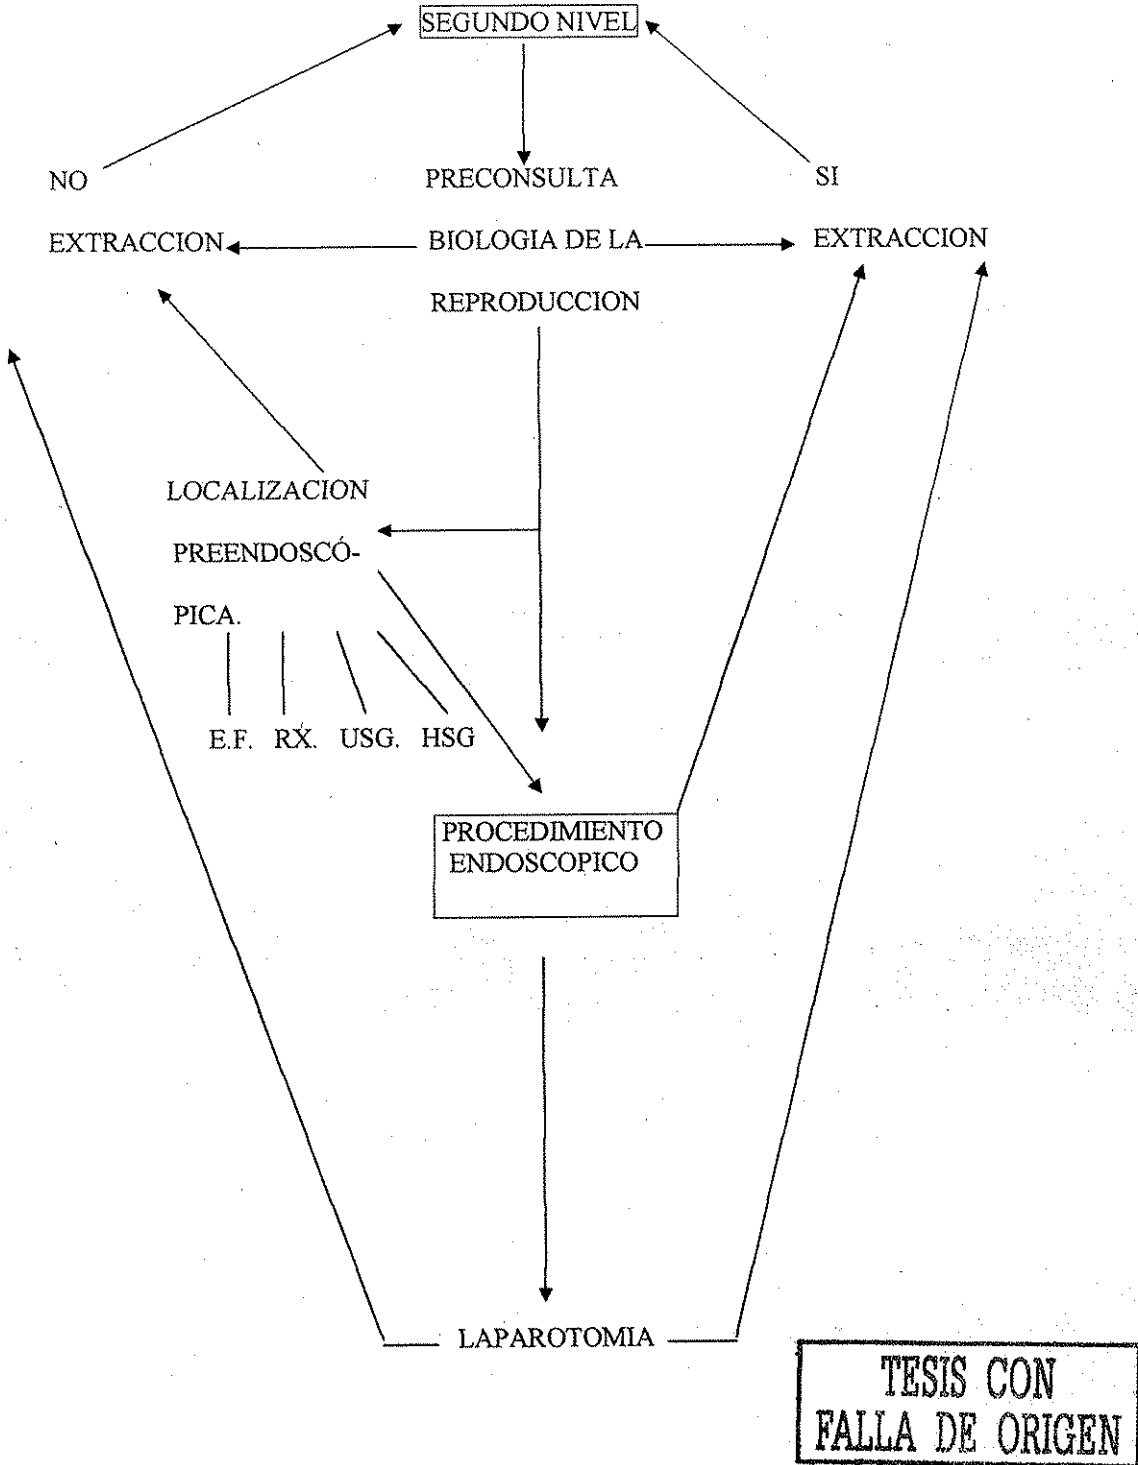 SEGUNDO NIVEL
NO
PRECONSULTA
SI
EXTRACCION
BIOLOGIA DE LA
EXTRACCION
REPRODUCCION
LOCALIZACION
PREENDOSCÓ-
PICA.
E.F. RX. USG. HSG
PROCEDIMIENTO
ENDOSCOPICO
LAPAROTOMIA
TESIS CON
FALLA DE ORIGEN